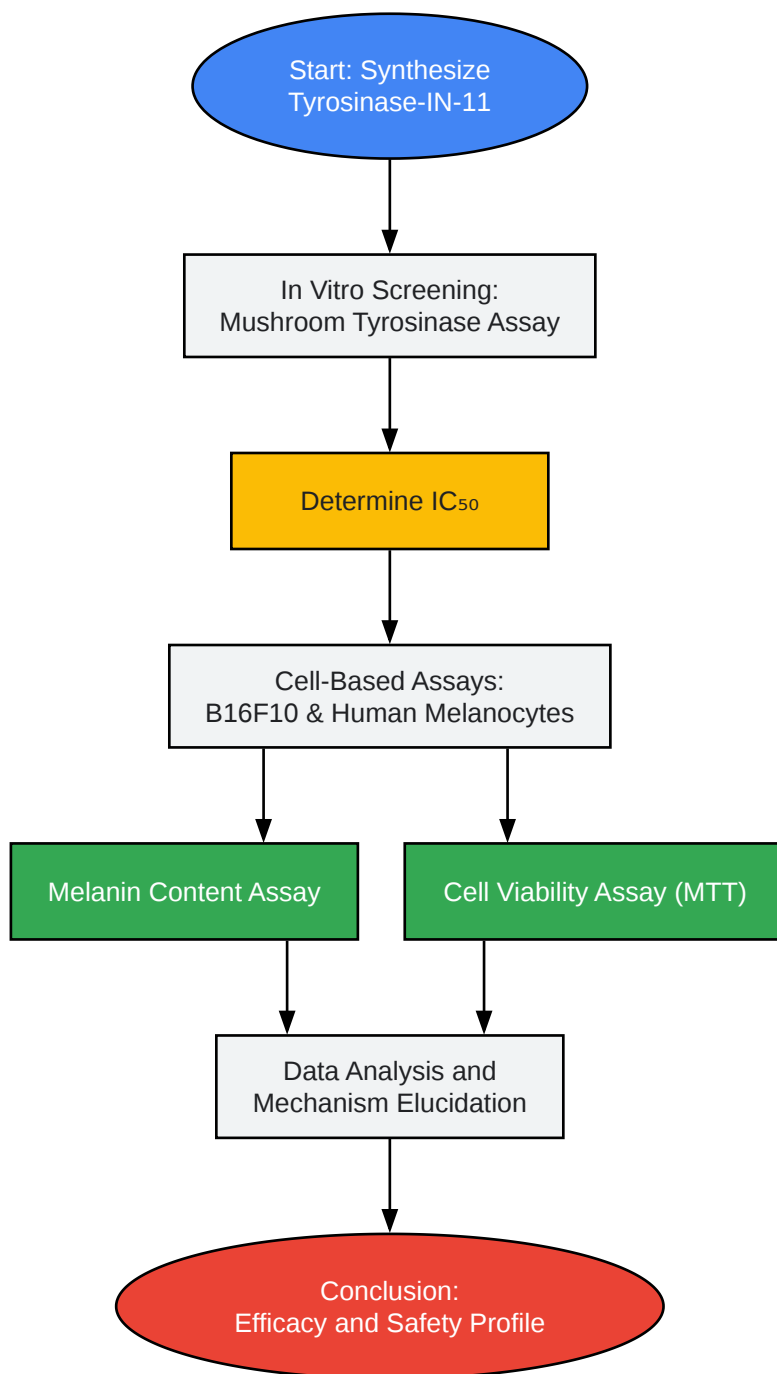 Start: Synthesize
Tyrosinase-IN-11
In Vitro Screening:
Mushroom Tyrosinase Assay
Determine IC₅₀
Cell-Based Assays:
B16F10 & Human Melanocytes
Melanin Content Assay
Cell Viability Assay (MTT)
Data Analysis and
Mechanism Elucidation
Conclusion:
Efficacy and Safety Profile